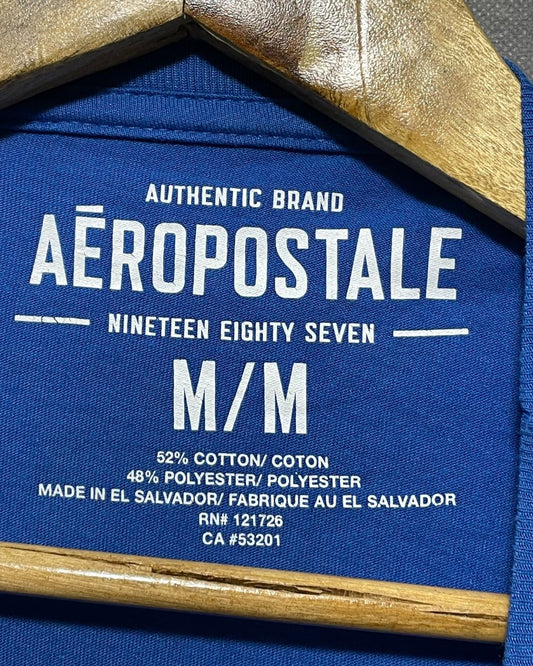 AUTHENTIC BRAND
AÉROPOSTALE
NINETEEN EIGHTY SEVEN
M/M
52% COTTON/ COTON
48% POLYESTER/ POLYESTER
MADE IN EL SALVADOR/ FABRIQUE AU EL SALVADOR
RN# 121726
CA #53201